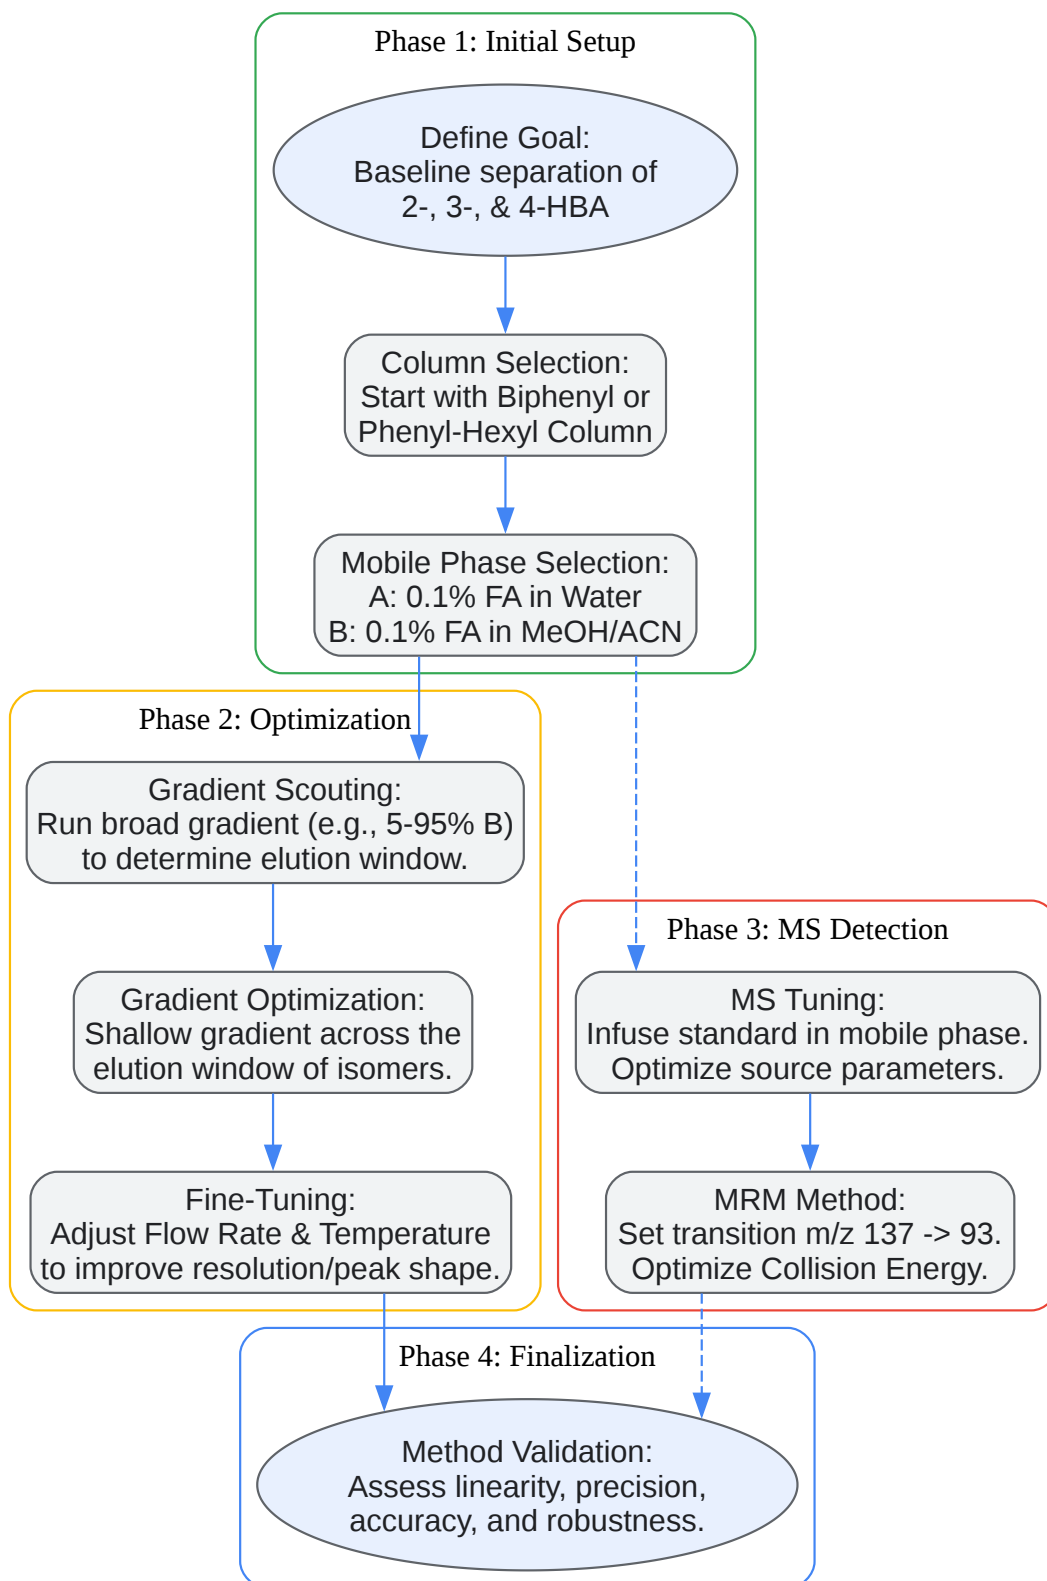 Phase 1: Initial Setup
Define Goal:
Baseline separation of
2-, 3-, & 4-HBA
Column Selection:
Start with Biphenyl or
Phenyl-Hexyl Column
Mobile Phase Selection:
A: 0.1% FA in Water
B: 0.1% FA in MeOH/ACN
Phase 2: Optimization
Gradient Scouting:
Run broad gradient (e.g., 5-95% B)
to determine elution window.
Gradient Optimization:
Shallow gradient across the
elution window of isomers.
Fine-Tuning:
Adjust Flow Rate & Temperature
to improve resolution/peak shape.
Phase 3: MS Detection
MS Tuning:
Infuse standard in mobile phase.
Optimize source parameters.
MRM Method:
Set transition m/z 137 -> 93.
Optimize Collision Energy.
Phase 4: Finalization
Method Validation:
Assess linearity, precision,
accuracy, and robustness.